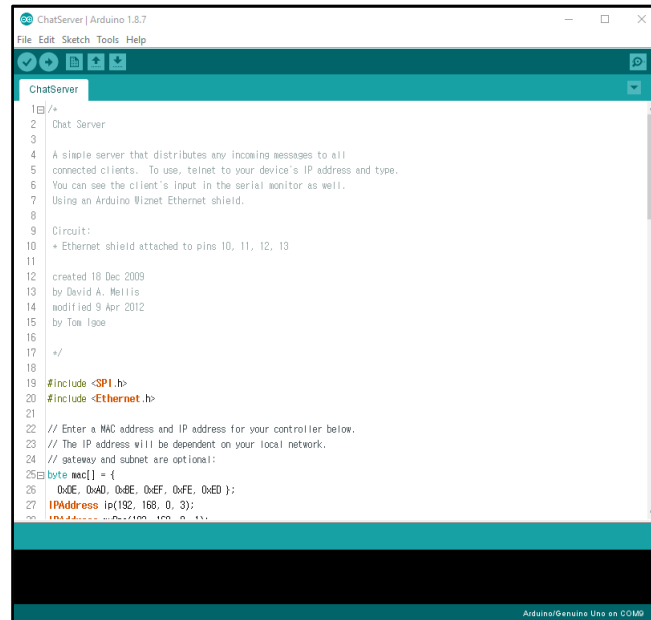 ChatServer | Arduino 1.8.7
File Edit Sketch Tools Help
ChatServer
1 /*
2 Chat Server
3
4 A simple server that distributes any incoming messages to all
5 connected clients.  To use, telnet to your device's IP address and type.
6 You can see the client's input in the serial monitor as well.
7 Using an Arduino Wiznet Ethernet shield.
8
9 Circuit:
10 * Ethernet shield attached to pins 10, 11, 12, 13
11
12 created 18 Dec 2009
13 by David A. Mellis
14 modified 9 Apr 2012
15 by Tom Igoe
16
17 */
18
19 #include <SPI.h>
20 #include <Ethernet.h>
21
22 // Enter a MAC address and IP address for your controller below.
23 // The IP address will be dependent on your local network.
24 // gateway and subnet are optional:
25 byte mac[] = {
26 0xDE, 0xAD, 0xBE, 0xEF, 0xFE, 0xED };
27 IPAddress ip(192, 168, 0, 3);
Arduino/Genuino Uno on COM9